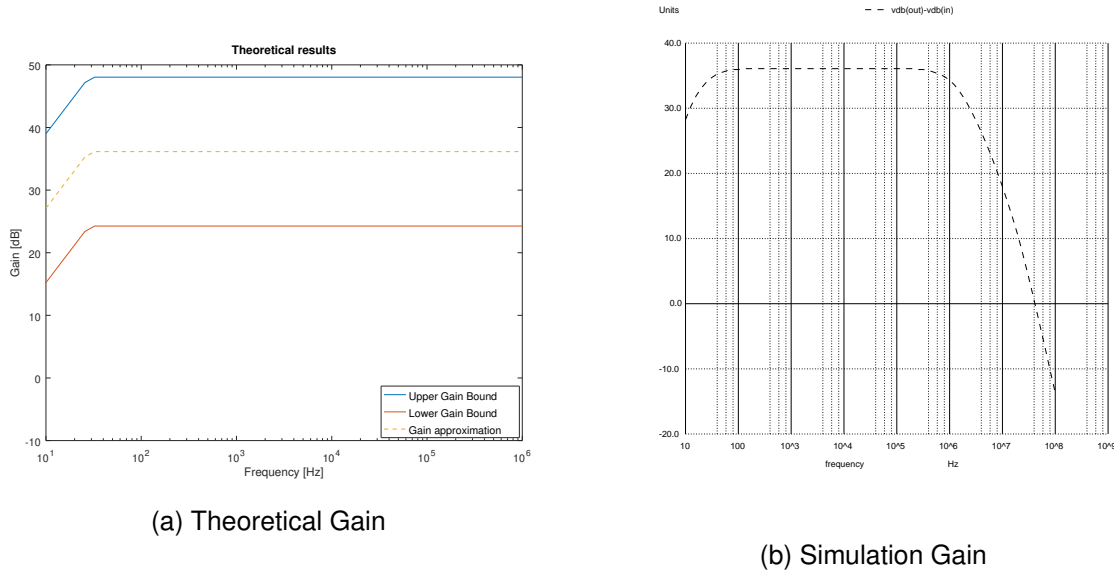 Theoretical results
50
40
30
20
10
0
-10
Gain [dB]
10^1
10^2
10^3
10^4
10^5
10^6
Frequency [Hz]
Upper Gain Bound
Lower Gain Bound
Gain approximation
(a) Theoretical Gain
Units
vdb(out)-vdb(in)
40.0
30.0
20.0
10.0
0.0
-10.0
-20.0
10
100
10^3
10^4
10^5
10^6
10^7
10^8
10^9
frequency
Hz
(b) Simulation Gain